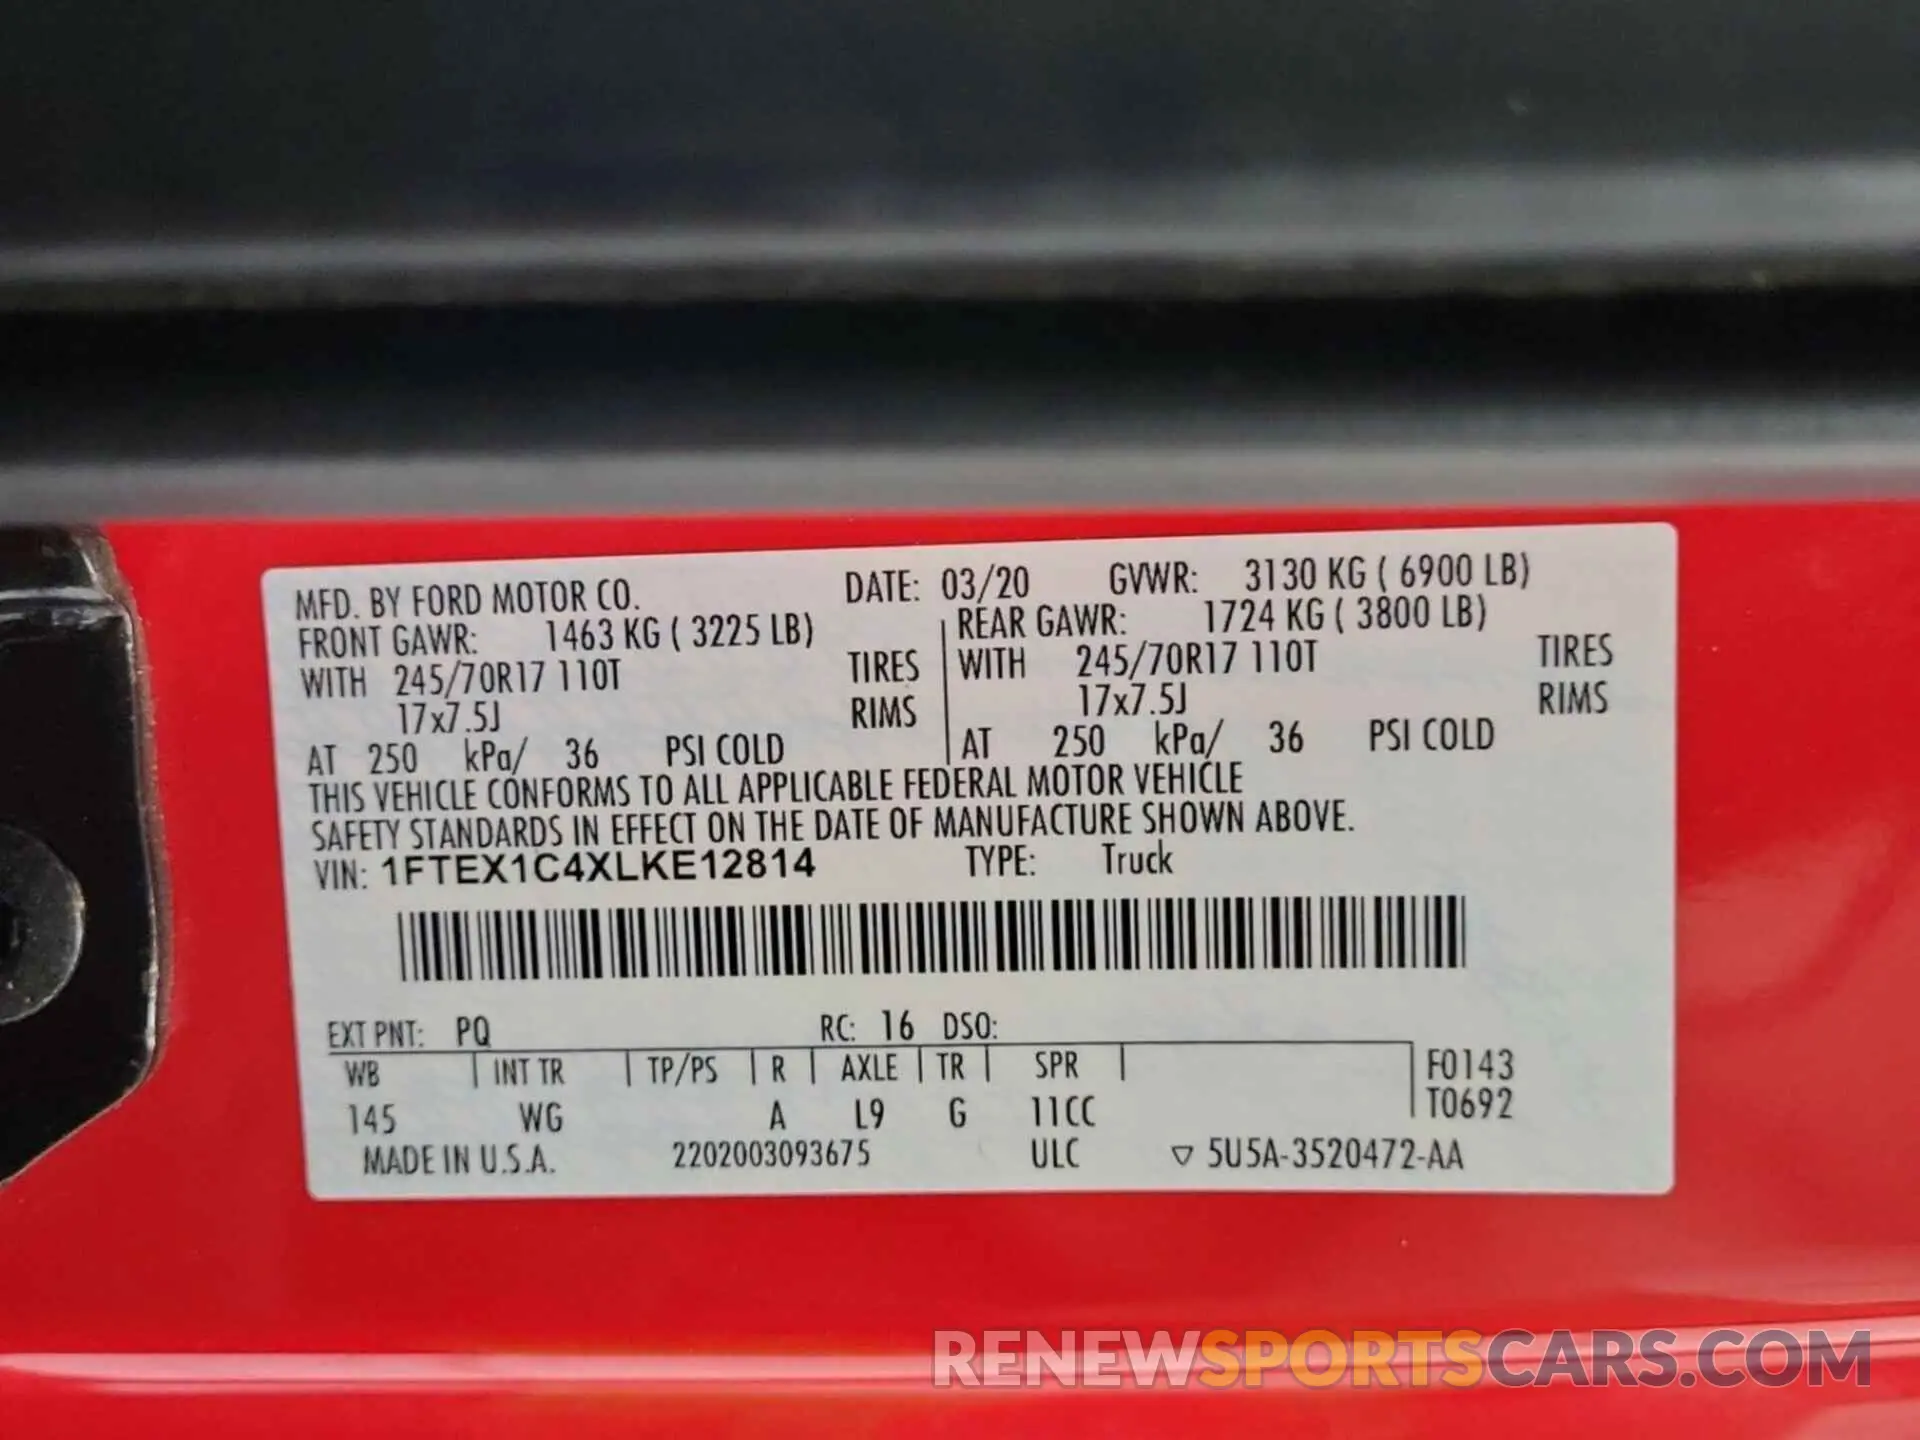 MFD. BY FORD MOTOR CO. DATE: 03/20 GVWR: 3130 KG ( 6900 LB)
FRONT GAWR: 1463 KG ( 3225 LB) REAR GAWR: 1724 KG ( 3800 LB)
WITH 245/70R17 110T TIRES WITH 245/70R17 110T TIRES
17x7.5J RIMS 17x7.5J RIMS
AT 250 kPa/ 36 PSI COLD AT 250 kPa/ 36 PSI COLD
THIS VEHICLE CONFORMS TO ALL APPLICABLE FEDERAL MOTOR VEHICLE
SAFETY STANDARDS IN EFFECT ON THE DATE OF MANUFACTURE SHOWN ABOVE.
VIN: 1FTEX1C4XLKE12814 TYPE: Truck
EXT PNT: PQ RC: 16 DSO:
WB INT TR TP/PS R AXLE TR SPR F0143
145 WG A L9 G 11CC T0692
MADE IN U.S.A. 2202003093675 ULC ▽ 5U5A-3520472-AA
RENEWSPORTSCARS.COM